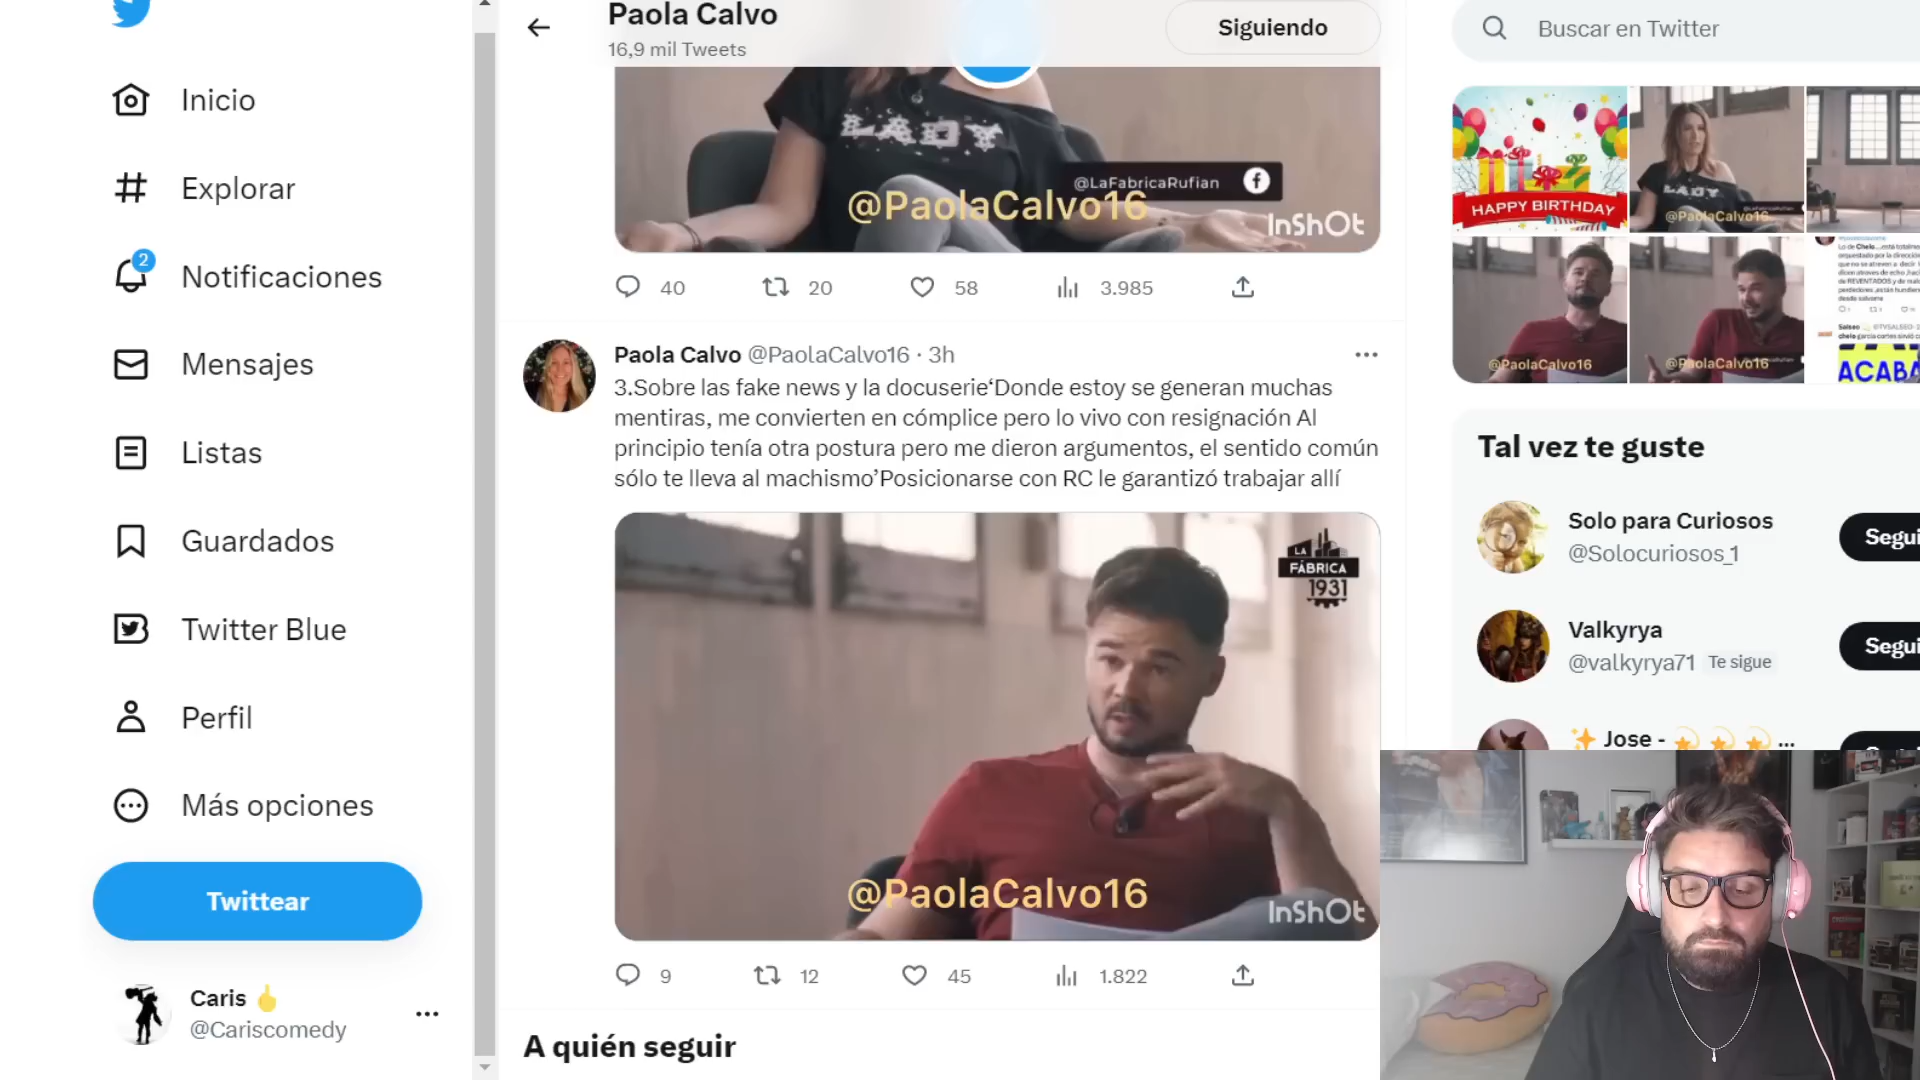 Inicio
Explorar
2
Notificaciones
Mensajes
Listas
Guardados
Twitter Blue
Perfil
Más opciones
Twittear
Caris
@Cariscomedy
Paola Calvo
16,9 mil Tweets
Siguiendo
LADY
@LaFabricaRufian
@PaolaCalvo16
InShOt
40 20 58 3.985
Paola Calvo @PaolaCalvo16 · 3h
3.Sobre las fake news y la docuserie‘Donde estoy se generan muchas
mentiras, me convierten en cómplice pero lo vivo con resignación Al
principio tenía otra postura pero me dieron argumentos, el sentido común
sólo te lleva al machismo’Posicionarse con RC le garantizó trabajar allí
LA
FÁBRICA
1931
@PaolaCalvo16
InShOt
9 12 45 1.822
A quién seguir
Buscar en Twitter
HAPPY BIRTHDAY
LADY
@PaolaCalvo16
@PaolaCalvo16
@PaolaCalvo16
ACABA
Tal vez te guste
Solo para Curiosos
@Solocuriosos_1
Segui
Valkyrya
@valkyrya71 Te sigue
Segui
Jose - ...